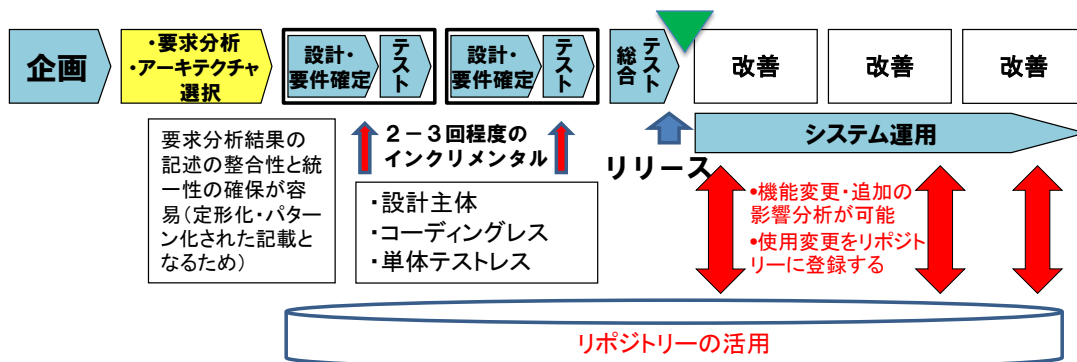 企画
・要求分析
・アーキテクチャ
選択
設計・
要件確定
テスト
設計・
要件確定
テスト
総合
テスト
改善
改善
改善
システム運用
リリース
要求分析結果の
記述の整合性と統
一性の確保が容
易(定形化・パター
ン化された記載と
なるため)
2－3回程度の
インクリメンタル
・設計主体
・コーディングレス
・単体テストレス
•機能変更・追加の
影響分析が可能
•使用変更をリポジト
リーに登録する
リポジトリーの活用